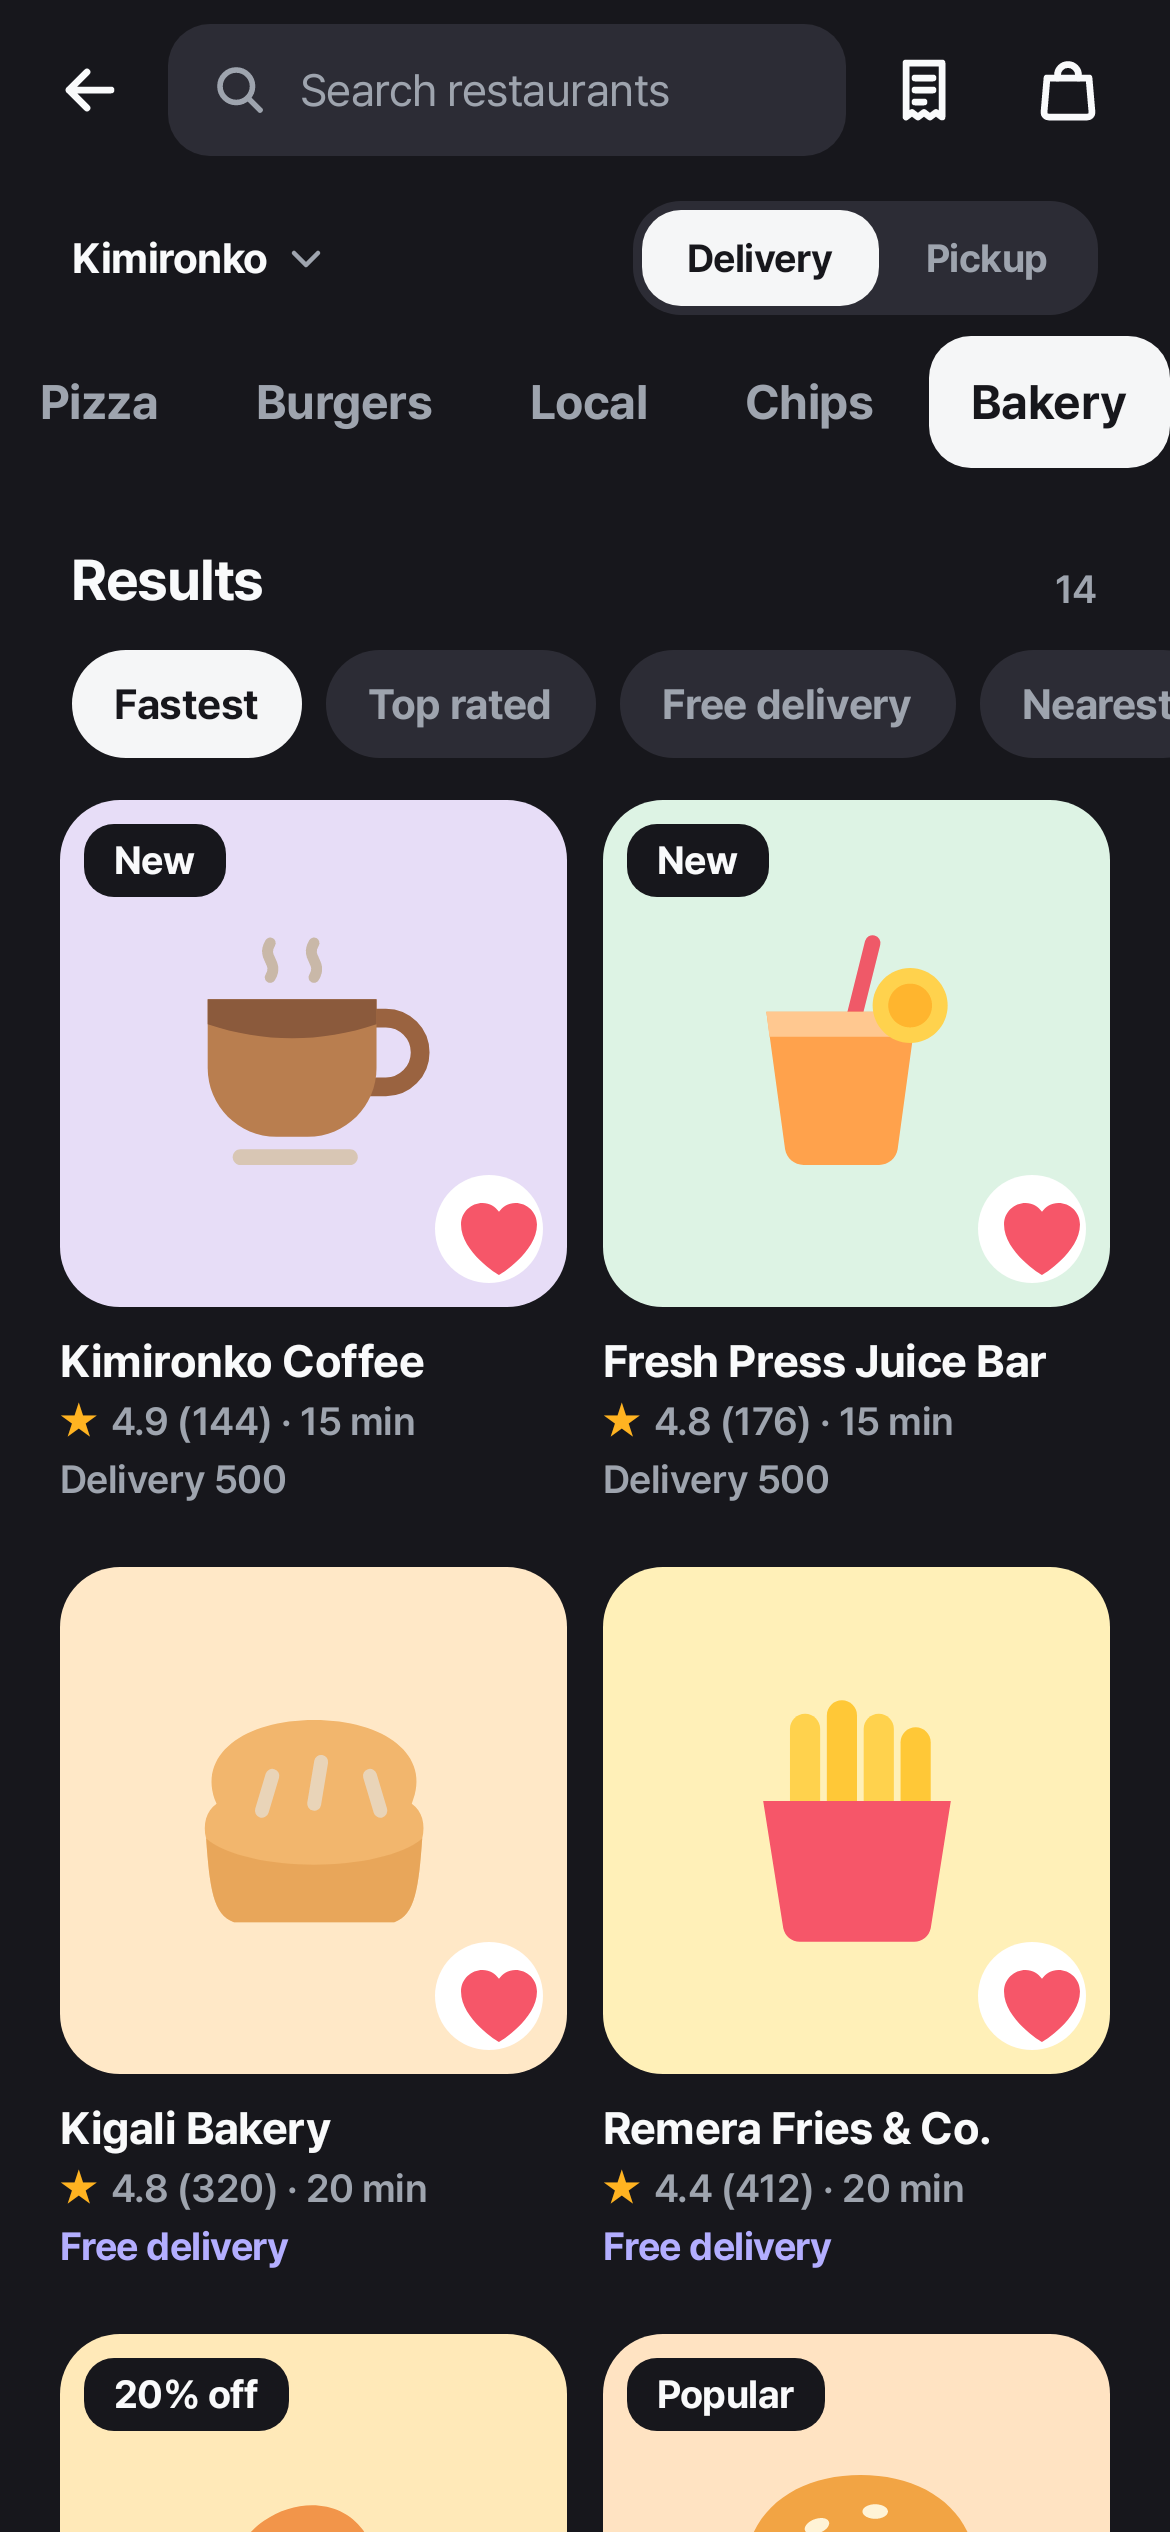 Search restaurants
Kimironko
Delivery Pickup
Pizza Burgers Local Chips Bakery
Results
14
Fastest Top rated Free delivery Nearest
New
New
Kimironko Coffee
★ 4.9 (144) · 15 min
Delivery 500
Fresh Press Juice Bar
★ 4.8 (176) · 15 min
Delivery 500
Kigali Bakery
★ 4.8 (320) · 20 min
Free delivery
Remera Fries & Co.
★ 4.4 (412) · 20 min
Free delivery
20% off
Popular